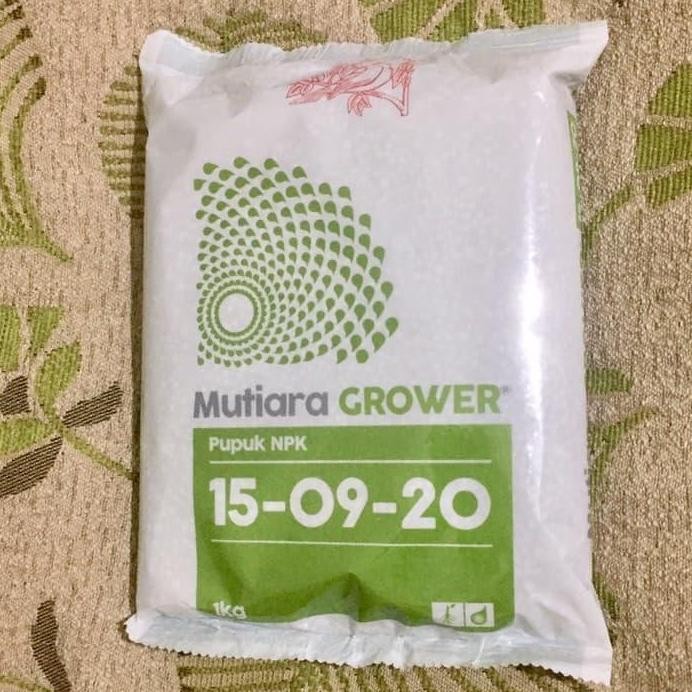 Mutiara GROWER®
Pupuk NPK
15-09-20
1kg